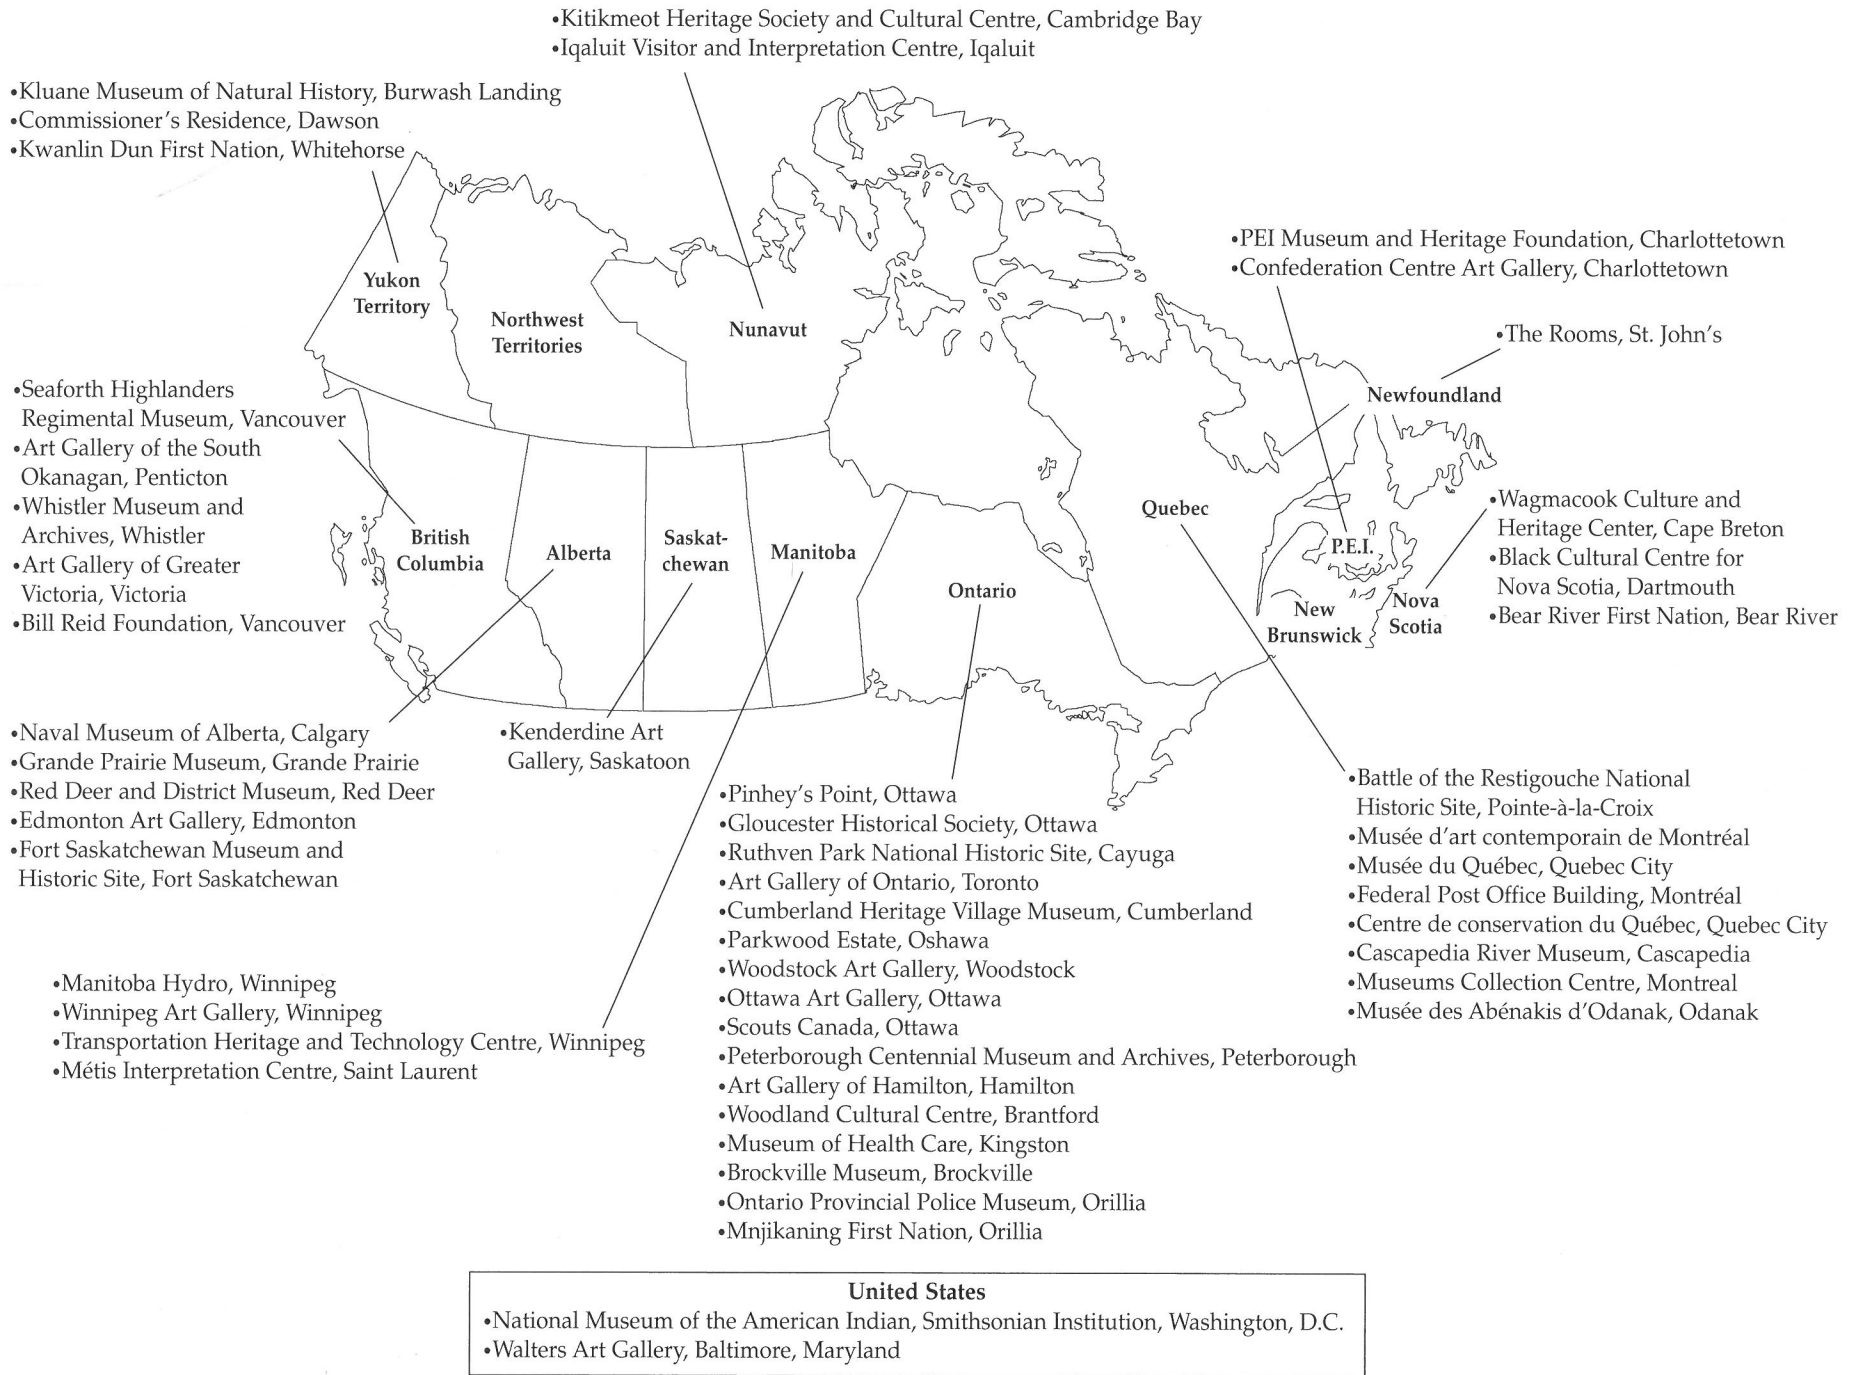 •Kitikmeot Heritage Society and Cultural Centre, Cambridge Bay
•Iqaluit Visitor and Interpretation Centre, Iqaluit
•Kluane Museum of Natural History, Burwash Landing
•Commissioner's Residence, Dawson
•Kwanlin Dun First Nation, Whitehorse
•PEI Museum and Heritage Foundation, Charlottetown
•Confederation Centre Art Gallery, Charlottetown
Yukon
Territory
Northwest
Territories
Nunavut
•The Rooms, St. John's
Newfoundland
•Seaforth Highlanders
Regimental Museum, Vancouver
•Art Gallery of the South
Okanagan, Penticton
•Whistler Museum and
Archives, Whistler
•Art Gallery of Greater
Victoria, Victoria
•Bill Reid Foundation, Vancouver
British
Columbia
Alberta
Saskat-
chewan
Manitoba
Ontario
Quebec
P.E.I.
New
Brunswick
Nova
Scotia
•Wagmacook Culture and
Heritage Center, Cape Breton
•Black Cultural Centre for
Nova Scotia, Dartmouth
•Bear River First Nation, Bear River
•Naval Museum of Alberta, Calgary
•Grande Prairie Museum, Grande Prairie
•Red Deer and District Museum, Red Deer
•Edmonton Art Gallery, Edmonton
•Fort Saskatchewan Museum and
Historic Site, Fort Saskatchewan
•Kenderdine Art
Gallery, Saskatoon
•Manitoba Hydro, Winnipeg
•Winnipeg Art Gallery, Winnipeg
•Transportation Heritage and Technology Centre, Winnipeg
•Métis Interpretation Centre, Saint Laurent
•Pinhey's Point, Ottawa
•Gloucester Historical Society, Ottawa
•Ruthven Park National Historic Site, Cayuga
•Art Gallery of Ontario, Toronto
•Cumberland Heritage Village Museum, Cumberland
•Parkwood Estate, Oshawa
•Woodstock Art Gallery, Woodstock
•Ottawa Art Gallery, Ottawa
•Scouts Canada, Ottawa
•Peterborough Centennial Museum and Archives, Peterborough
•Art Gallery of Hamilton, Hamilton
•Woodland Cultural Centre, Brantford
•Museum of Health Care, Kingston
•Brockville Museum, Brockville
•Ontario Provincial Police Museum, Orillia
•Mnjikaning First Nation, Orillia
•Battle of the Restigouche National
Historic Site, Pointe-à-la-Croix
•Musée d'art contemporain de Montréal
•Musée du Québec, Quebec City
•Federal Post Office Building, Montréal
•Centre de conservation du Québec, Quebec City
•Cascapedia River Museum, Cascapedia
•Museums Collection Centre, Montreal
•Musée des Abénakis d'Odanak, Odanak
United States
•National Museum of the American Indian, Smithsonian Institution, Washington, D.C.
•Walters Art Gallery, Baltimore, Maryland